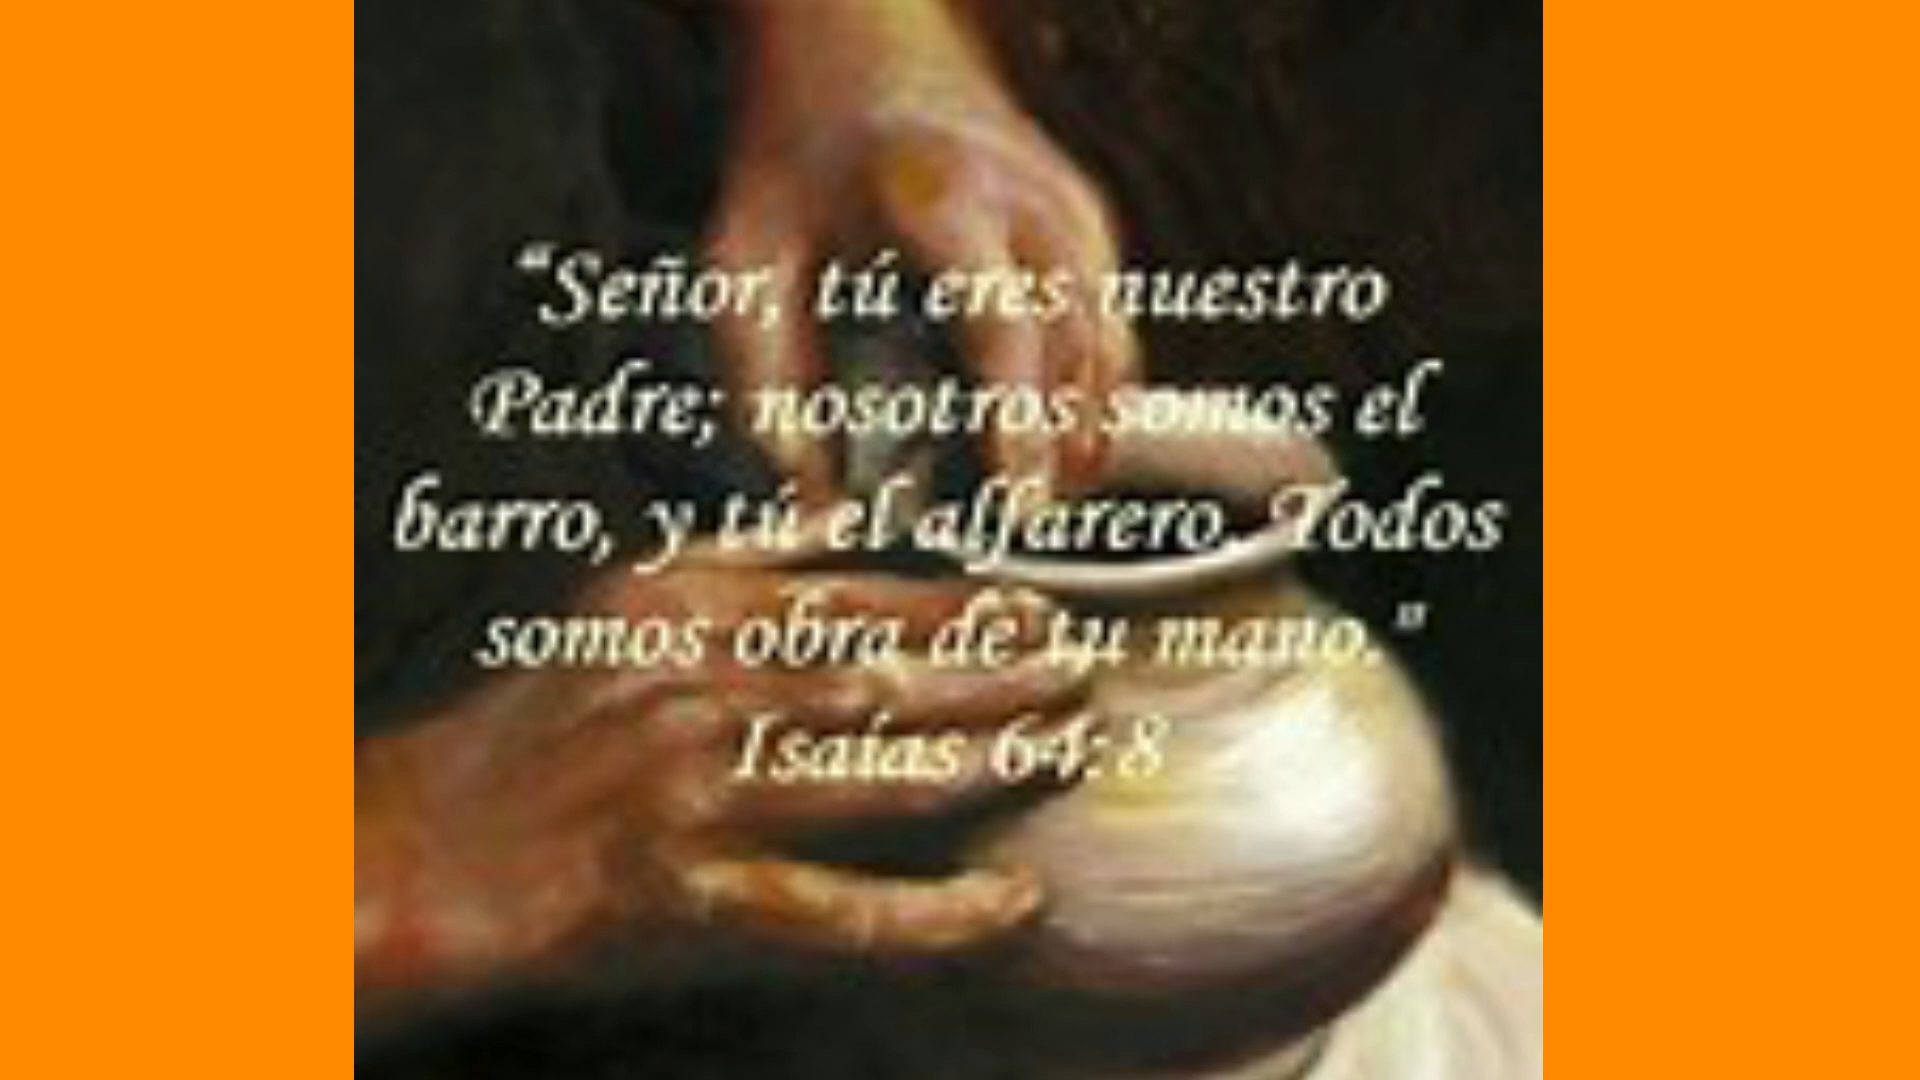 “Señor, tú eres nuestro
Padre; nosotros somos el
barro, y tú el alfarero. Todos
somos obra de tu mano."
Isaías 64:8